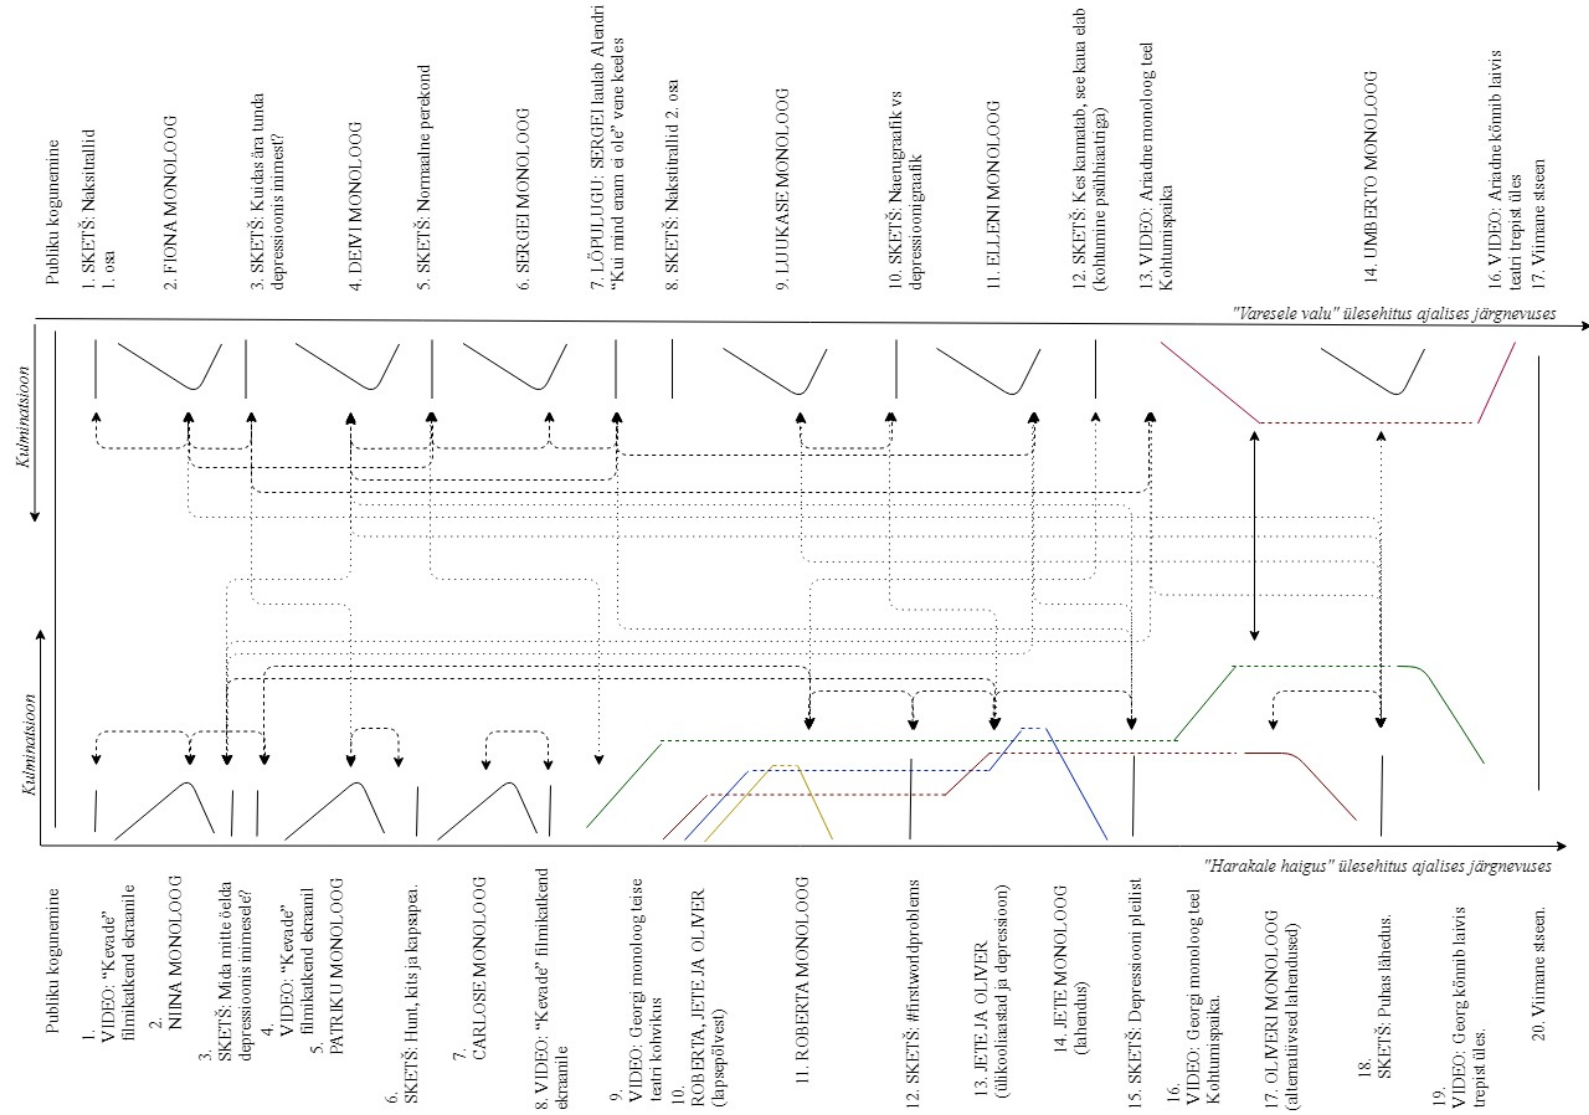 Publiku kogunemine
1. SKETŠ: Naksitrallid
1. osa
2. FIONA MONOLOOG
3. SKETŠ: Kuidas ära tunda
depressioonis inimest?
4. DEIVI MONOLOOG
5. SKETŠ: Normaalne perekond
6. SERGEI MONOLOOG
7. LÕPULUGU: SERGEI laulab Alendri
“Kui mind enam ei ole” vene keeles
8. SKETŠ: Naksitrallid 2. osa
9. LUUKASE MONOLOOG
10. SKETŠ: Naerugraafik vs
depressioonigraafik
11. ELLENI MONOLOOG
12. SKETŠ: Kes kannatab, see kaua elab
(kohtumine psühhiaatriga)
13. VIDEO: Ariadne monoloog teel
Kohtumispaika
14. UMBERTO MONOLOOG
16. VIDEO: Ariadne kõnnib laivis
teatri trepist üles
17. Viimane stseen
"Varesele valu" ülesehitus ajalises järgnevuses
Kulminatsioon
Kulminatsioon
"Harakale haigus" ülesehitus ajalises järgnevuses
Publiku kogunemine
1.
VIDEO: “Kevade”
filmikatkend ekraanile
2.
NIINA MONOLOOG
3.
SKETŠ: Mida mitte öelda
depressioonis inimesele?
4.
VIDEO: “Kevade”
filmikatkend ekraanil
5.
PATRIKU MONOLOOG
6.
SKETŠ: Hunt, kits ja kapsapea.
7.
CARLOSE MONOLOOG
8. VIDEO: “Kevade” filmikatkend
ekraanile
9.
VIDEO: Georgi monoloog teise
teatri kohvikus
10.
ROBERTA, JETE JA OLIVER
(lapsepõlvest)
11. ROBERTA MONOLOOG
12. SKETŠ: #firstworldproblems
13. JETE JA OLIVER
(ülikooliaastad ja depressioon)
14. JETE MONOLOOG
(lahendus)
15. SKETŠ: Depressiooni pleilist
16.
VIDEO: Georgi monoloog teel
Kohtumispaika.
17. OLIVERI MONOLOOG
(alternatiivsed lahendused)
18.
SKETŠ: Puhas lähedus.
19.
VIDEO: Georg kõnnib laivis
trepist üles.
20. Viimane stseen.